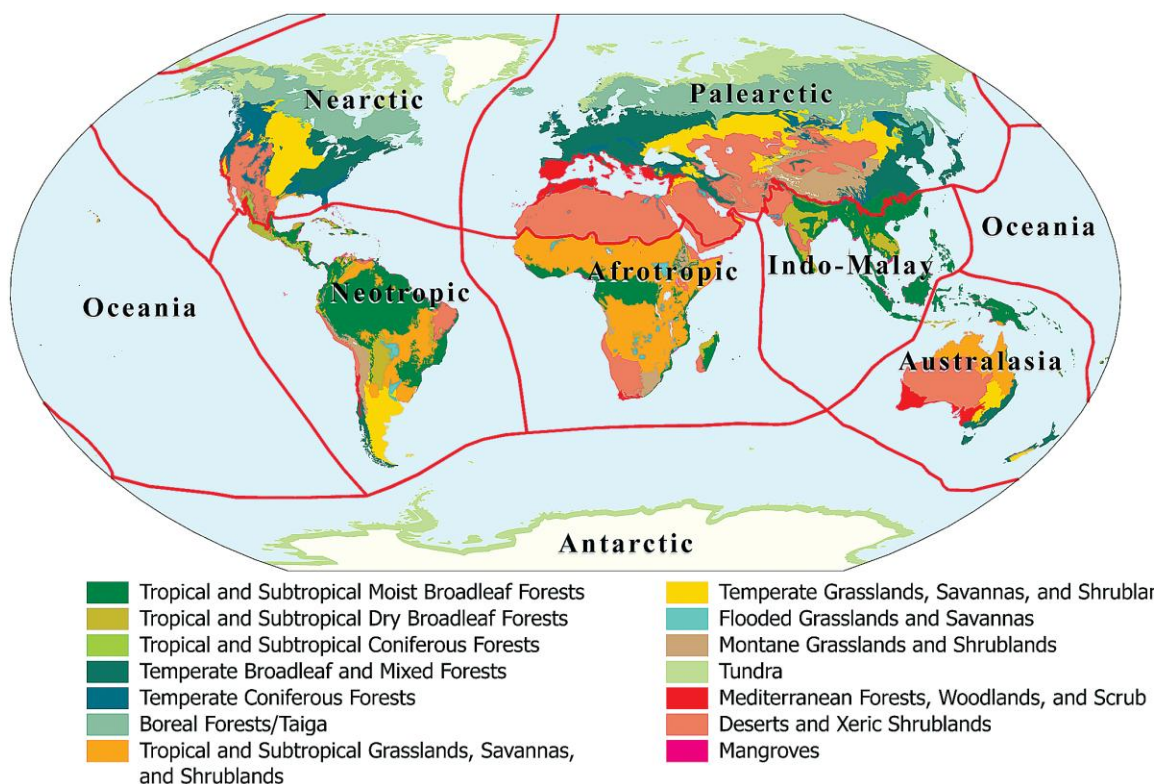 Nearctic
Palearctic
Oceania
Afrotropic
Indo-Malay
Neotropic
Oceania
Australasia
Antarctic
Tropical and Subtropical Moist Broadleaf Forests
Tropical and Subtropical Dry Broadleaf Forests
Tropical and Subtropical Coniferous Forests
Temperate Broadleaf and Mixed Forests
Temperate Coniferous Forests
Boreal Forests/Taiga
Tropical and Subtropical Grasslands, Savannas,
and Shrublands
Temperate Grasslands, Savannas, and Shrublar
Flooded Grasslands and Savannas
Montane Grasslands and Shrublands
Tundra
Mediterranean Forests, Woodlands, and Scrub
Deserts and Xeric Shrublands
Mangroves